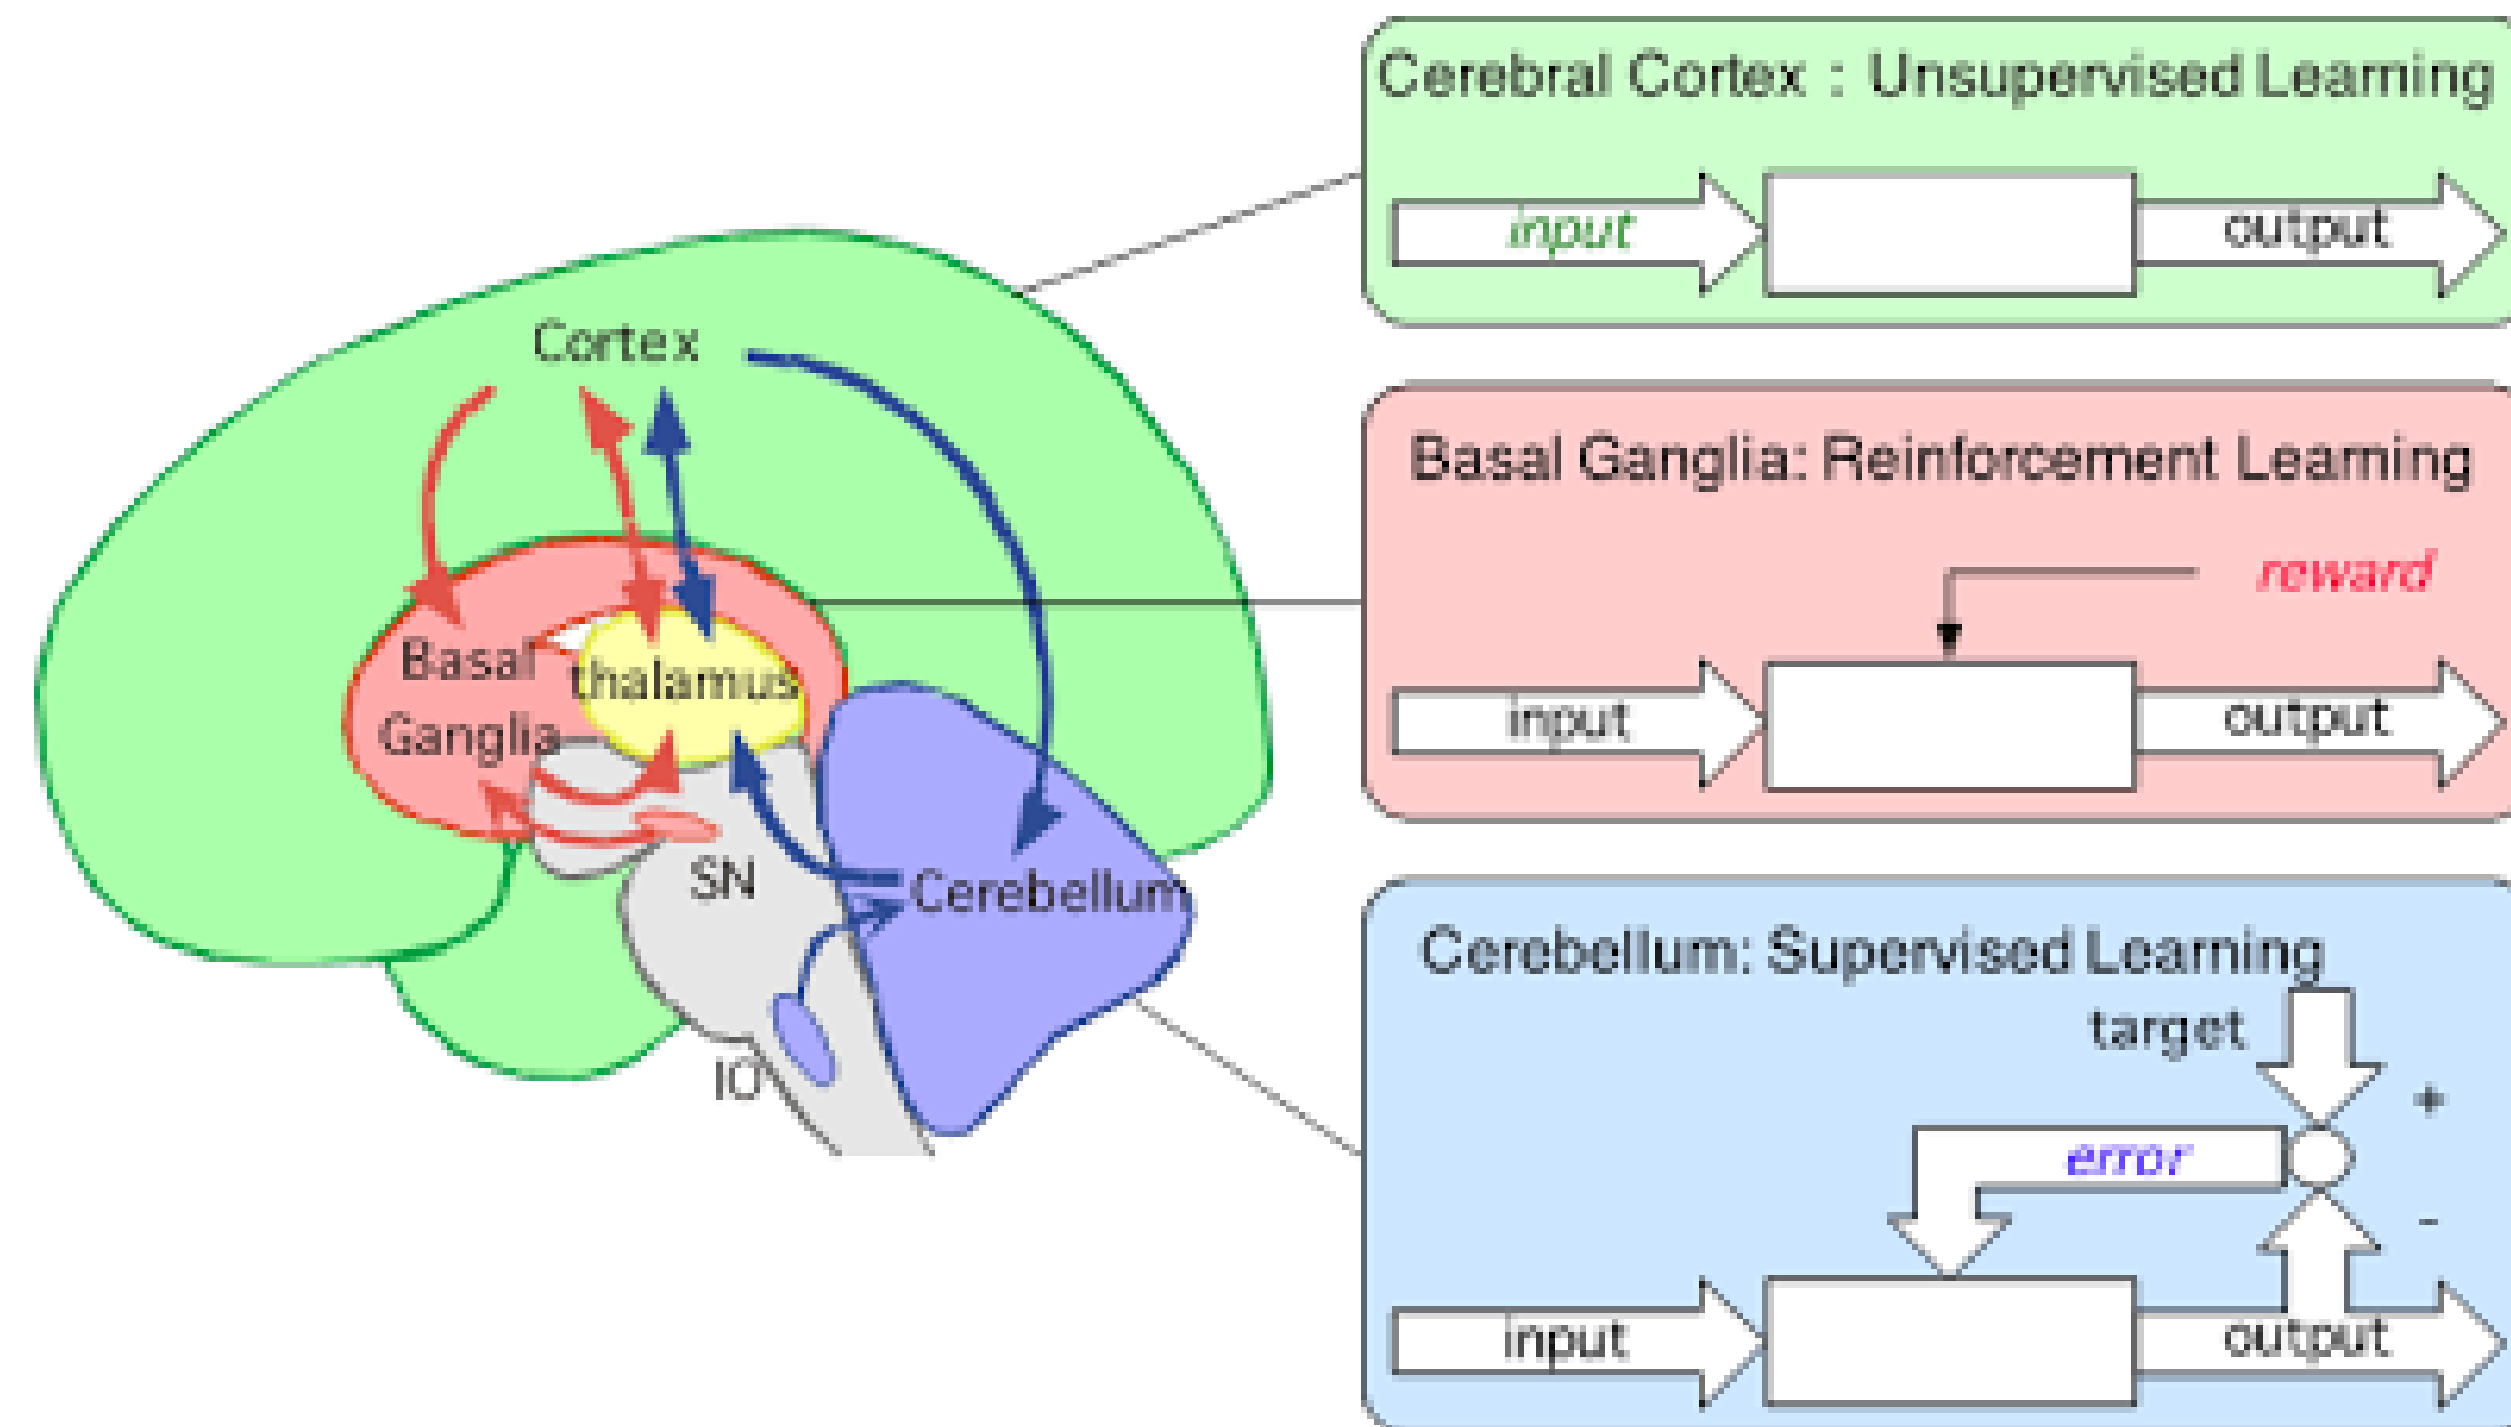 Cerebral Cortex : Unsupervised Learning
input
output
Cortex
Basal Ganglia: Reinforcement Learning
reward
input
output
Basal
thalamus
Ganglia
SN
Cerebellum
IO
Cerebellum: Supervised Learning
target
+
error
-
input
output